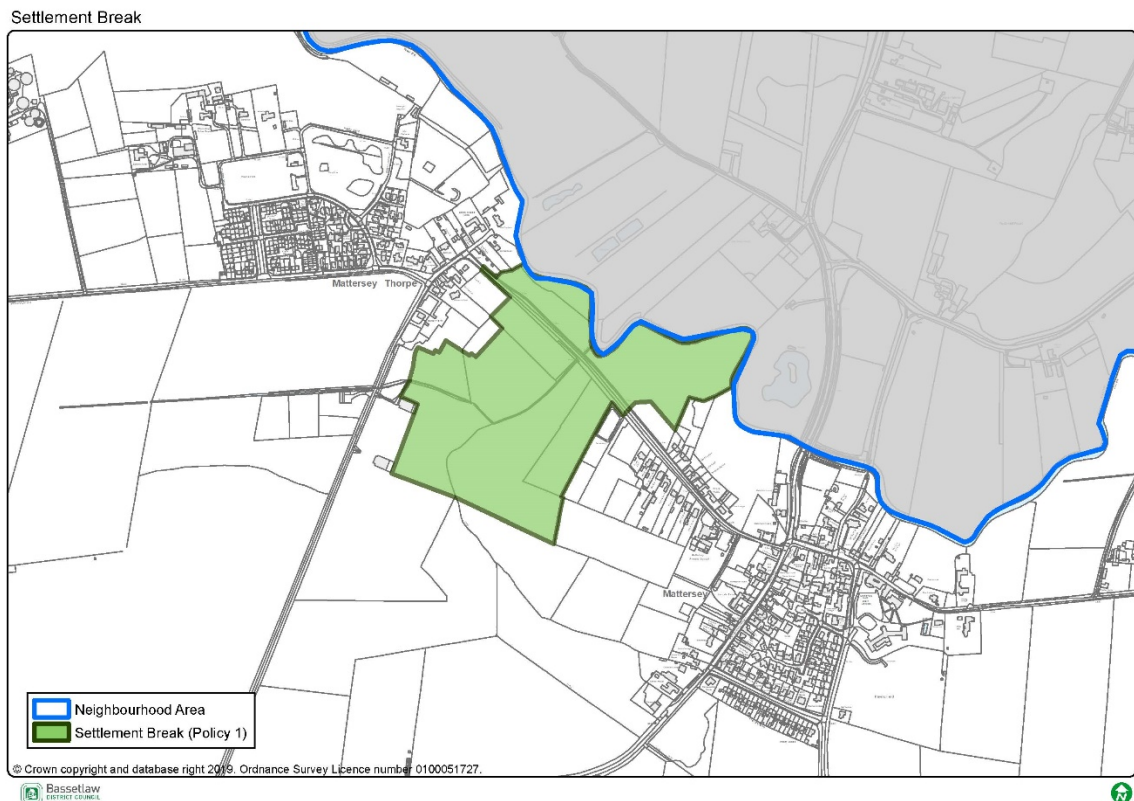 Settlement Break
Mattersey Thorpe
Mattersey
Neighbourhood Area
Settlement Break (Policy 1)
© Crown copyright and database right 2019. Ordnance Survey Licence number 0100051727.
Bassetlaw
DISTRICT COUNCIL
N